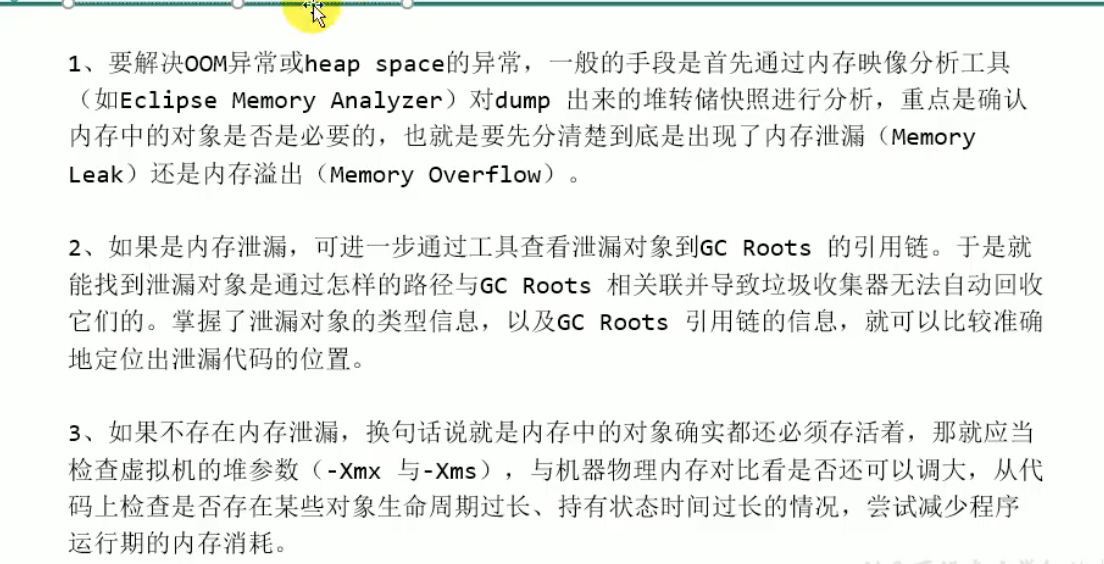 1、要解决OOM异常或heap space的异常，一般的手段是首先通过内存映像分析工具
（如Eclipse Memory Analyzer）对dump 出来的堆转储快照进行分析，重点是确认
内存中的对象是否是必要的，也就是要先分清楚到底是出现了内存泄漏（Memory
Leak）还是内存溢出（Memory Overflow）。
2、如果是内存泄漏，可进一步通过工具查看泄漏对象到GC Roots 的引用链。于是就
能找到泄漏对象是通过怎样的路径与GC Roots 相关联并导致垃圾收集器无法自动回收
它们的。掌握了泄漏对象的类型信息，以及GC Roots 引用链的信息，就可以比较准确
地定位出泄漏代码的位置。
3、如果不存在内存泄漏，换句话说就是内存中的对象确实都还必须存活着，那就应当
检查虚拟机的堆参数（-Xmx 与-Xms），与机器物理内存对比看是否还可以调大，从代
码上检查是否存在某些对象生命周期过长、持有状态时间过长的情况，尝试减少程序
运行期的内存消耗。